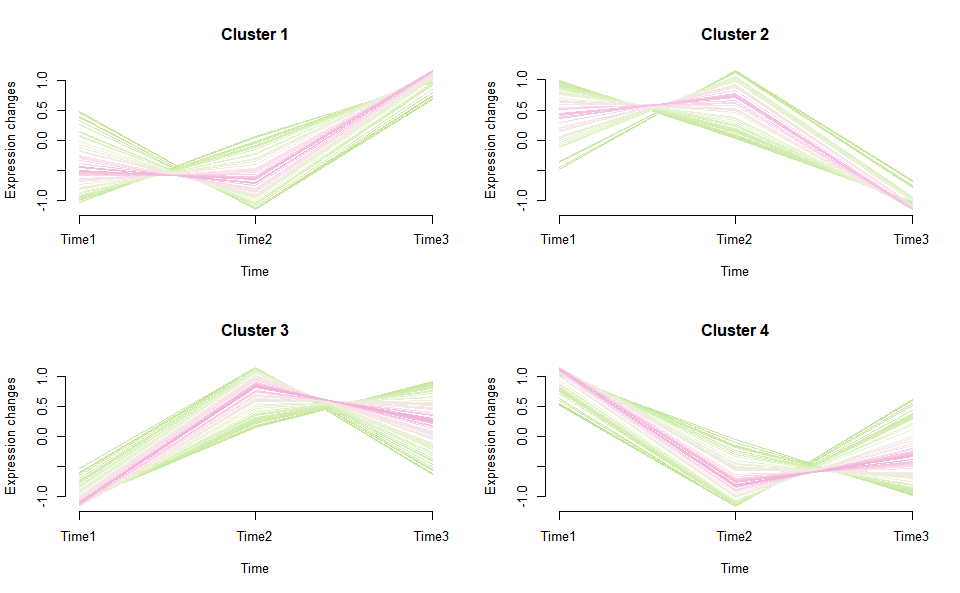 Cluster 1
Expression changes
1.0
0.5
0.0
-1.0
Time1 Time2 Time3
Time
Cluster 2
Expression changes
1.0
0.5
0.0
-1.0
Time1 Time2 Time3
Time
Cluster 3
Expression changes
1.0
0.5
0.0
-1.0
Time1 Time2 Time3
Time
Cluster 4
Expression changes
1.0
0.5
0.0
-1.0
Time1 Time2 Time3
Time